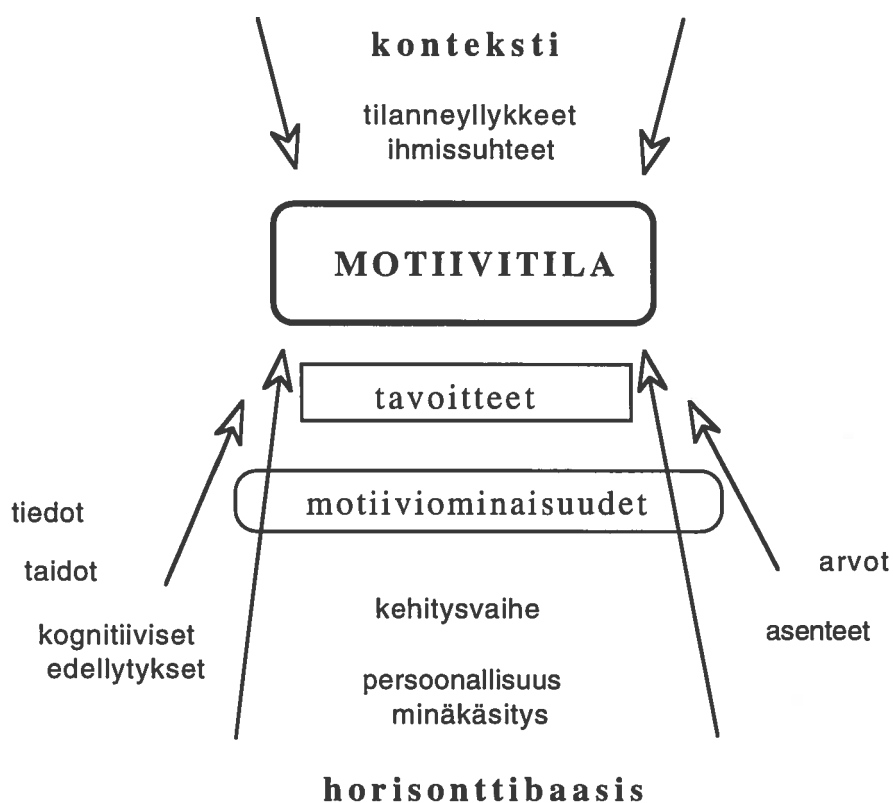 konteksti
tilanneyllykkeet
ihmissuhteet
MOTIIVITILA
tavoitteet
motiiviominaisuudet
tiedot
taidot
kognitiiviset
edellytykset
kehitysvaihe
persoonallisuus
minäkäsitys
arvot
asenteet
horisonttibaasis